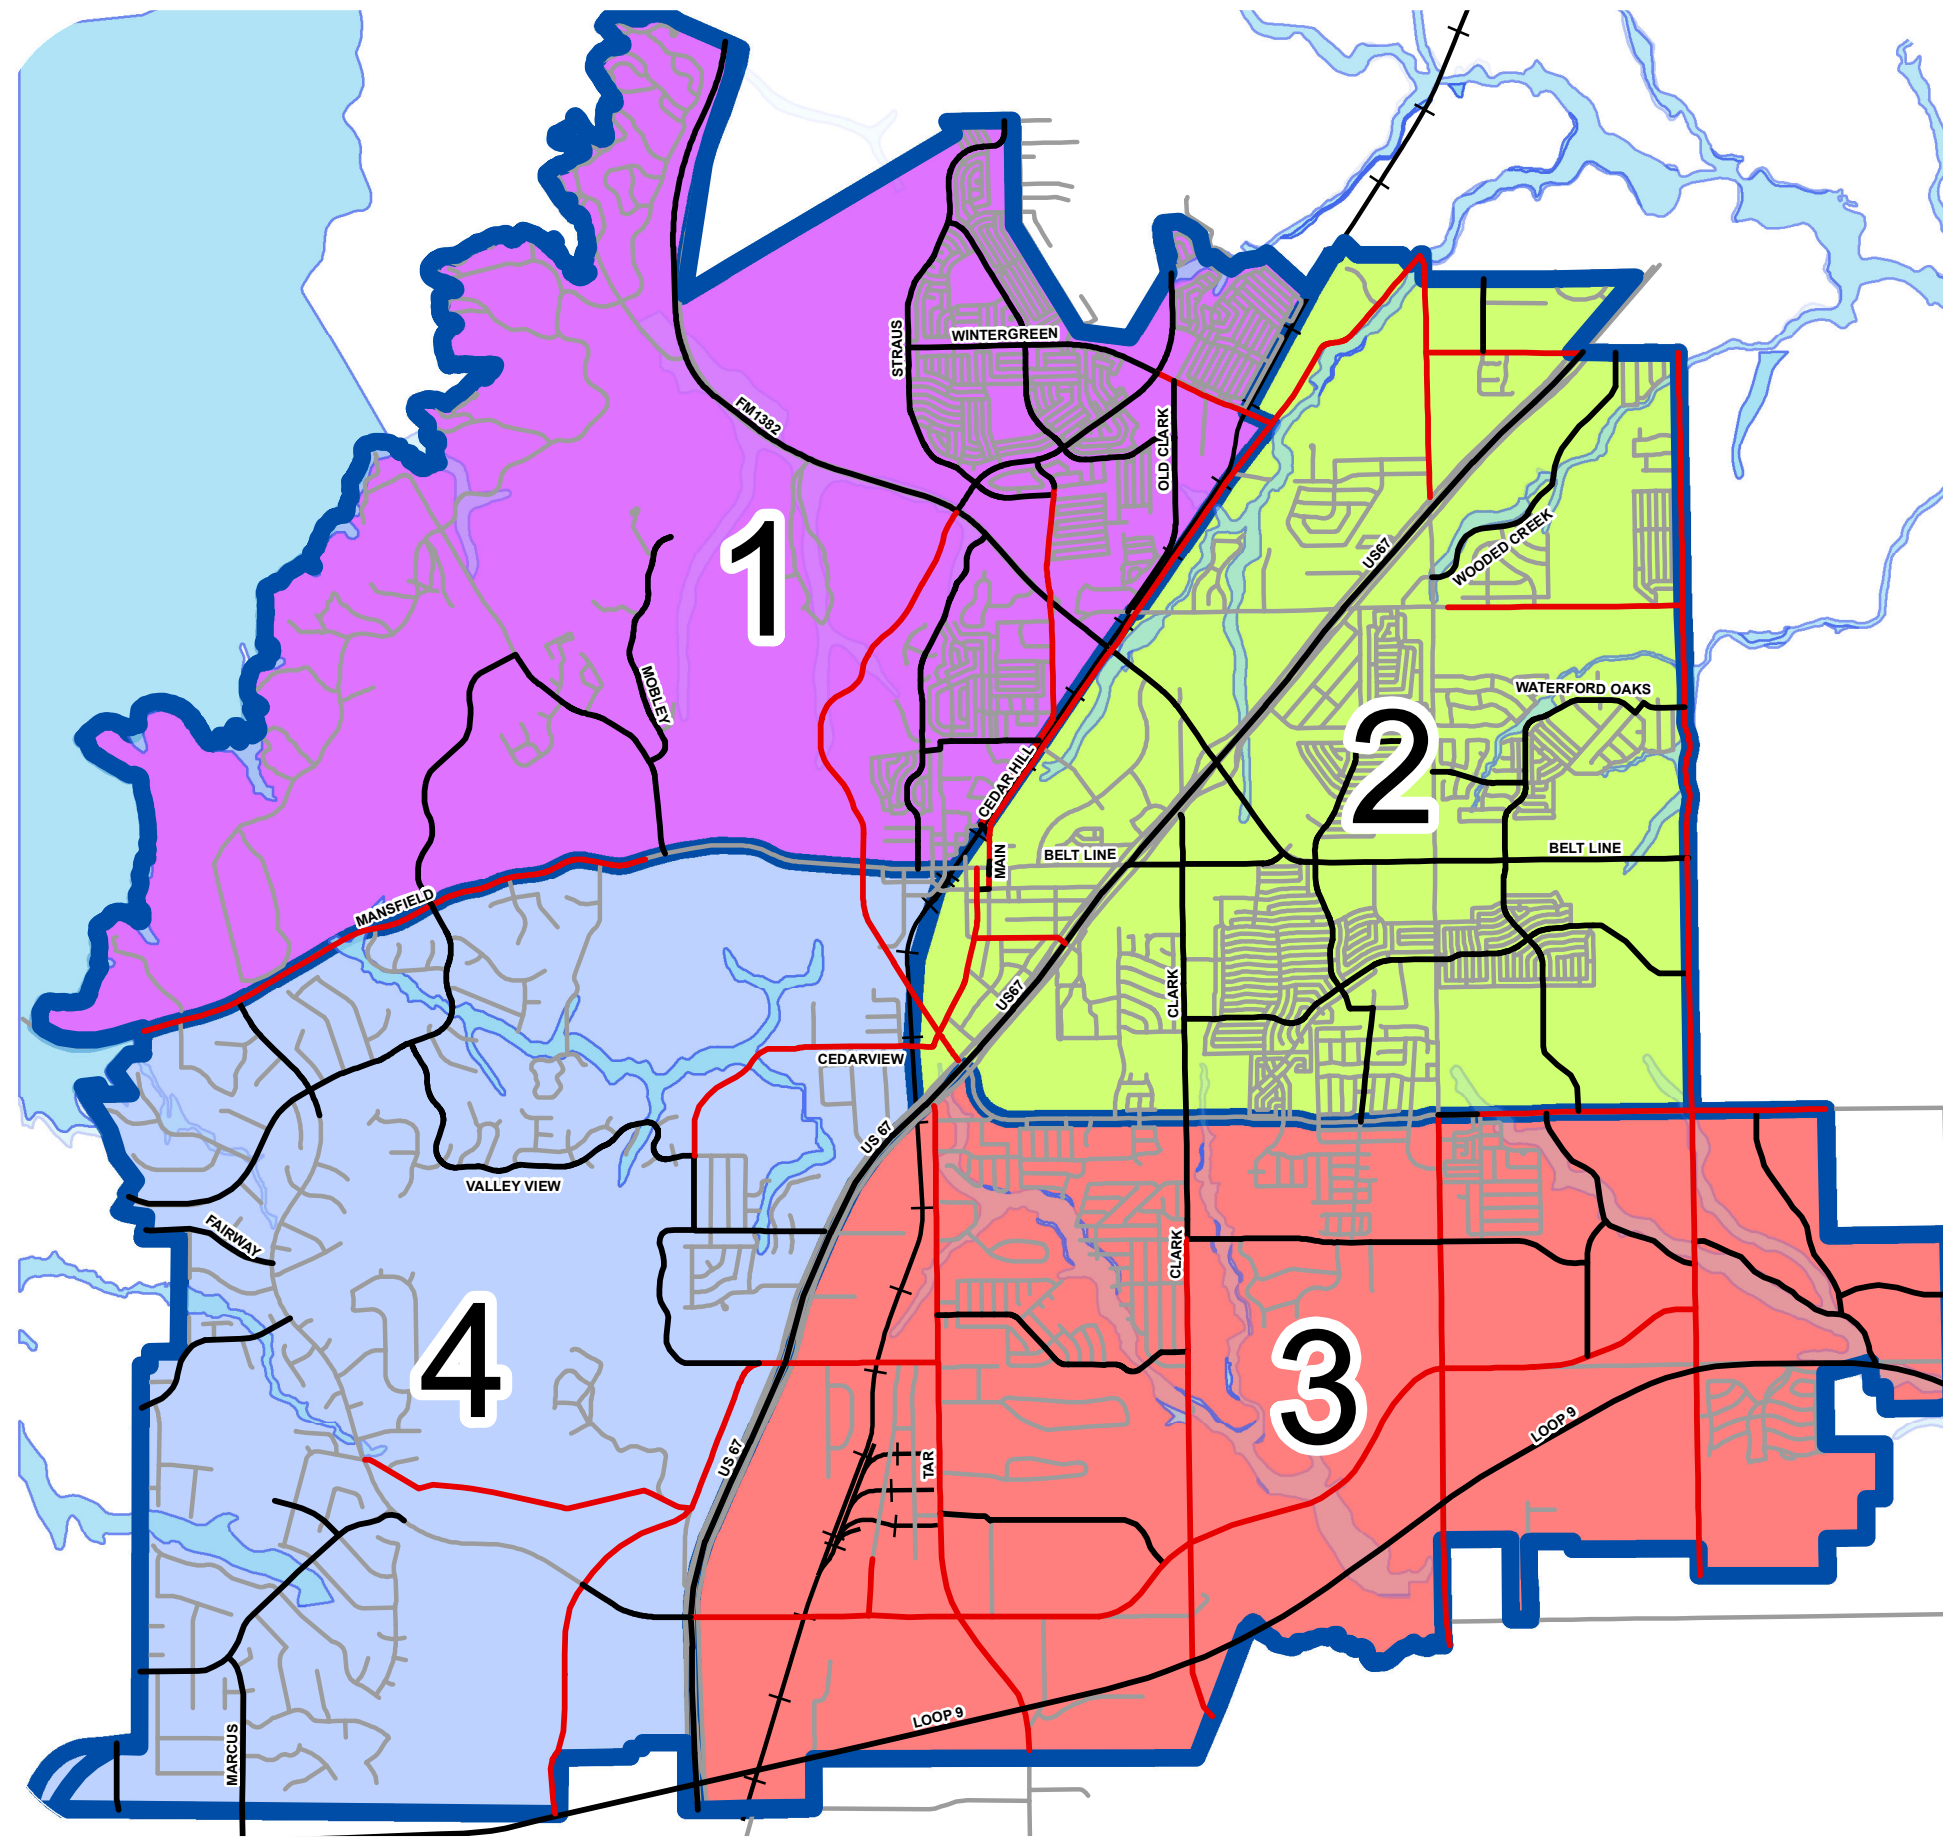 WINTERGREEN
STRAUS
FM1382
OLD CLARK
1
US67
WOODED CREEK
MOBLEY
WATERFORD OAKS
2
CEDAR HILL
MAIN
BELT LINE
BELT LINE
MANSFIELD
CLARK
US67
CEDARVIEW
US 67
VALLEY VIEW
FAIRWAY
CLARK
4
3
LOOP 9
US 67
TAR
LOOP 9
MARCUS